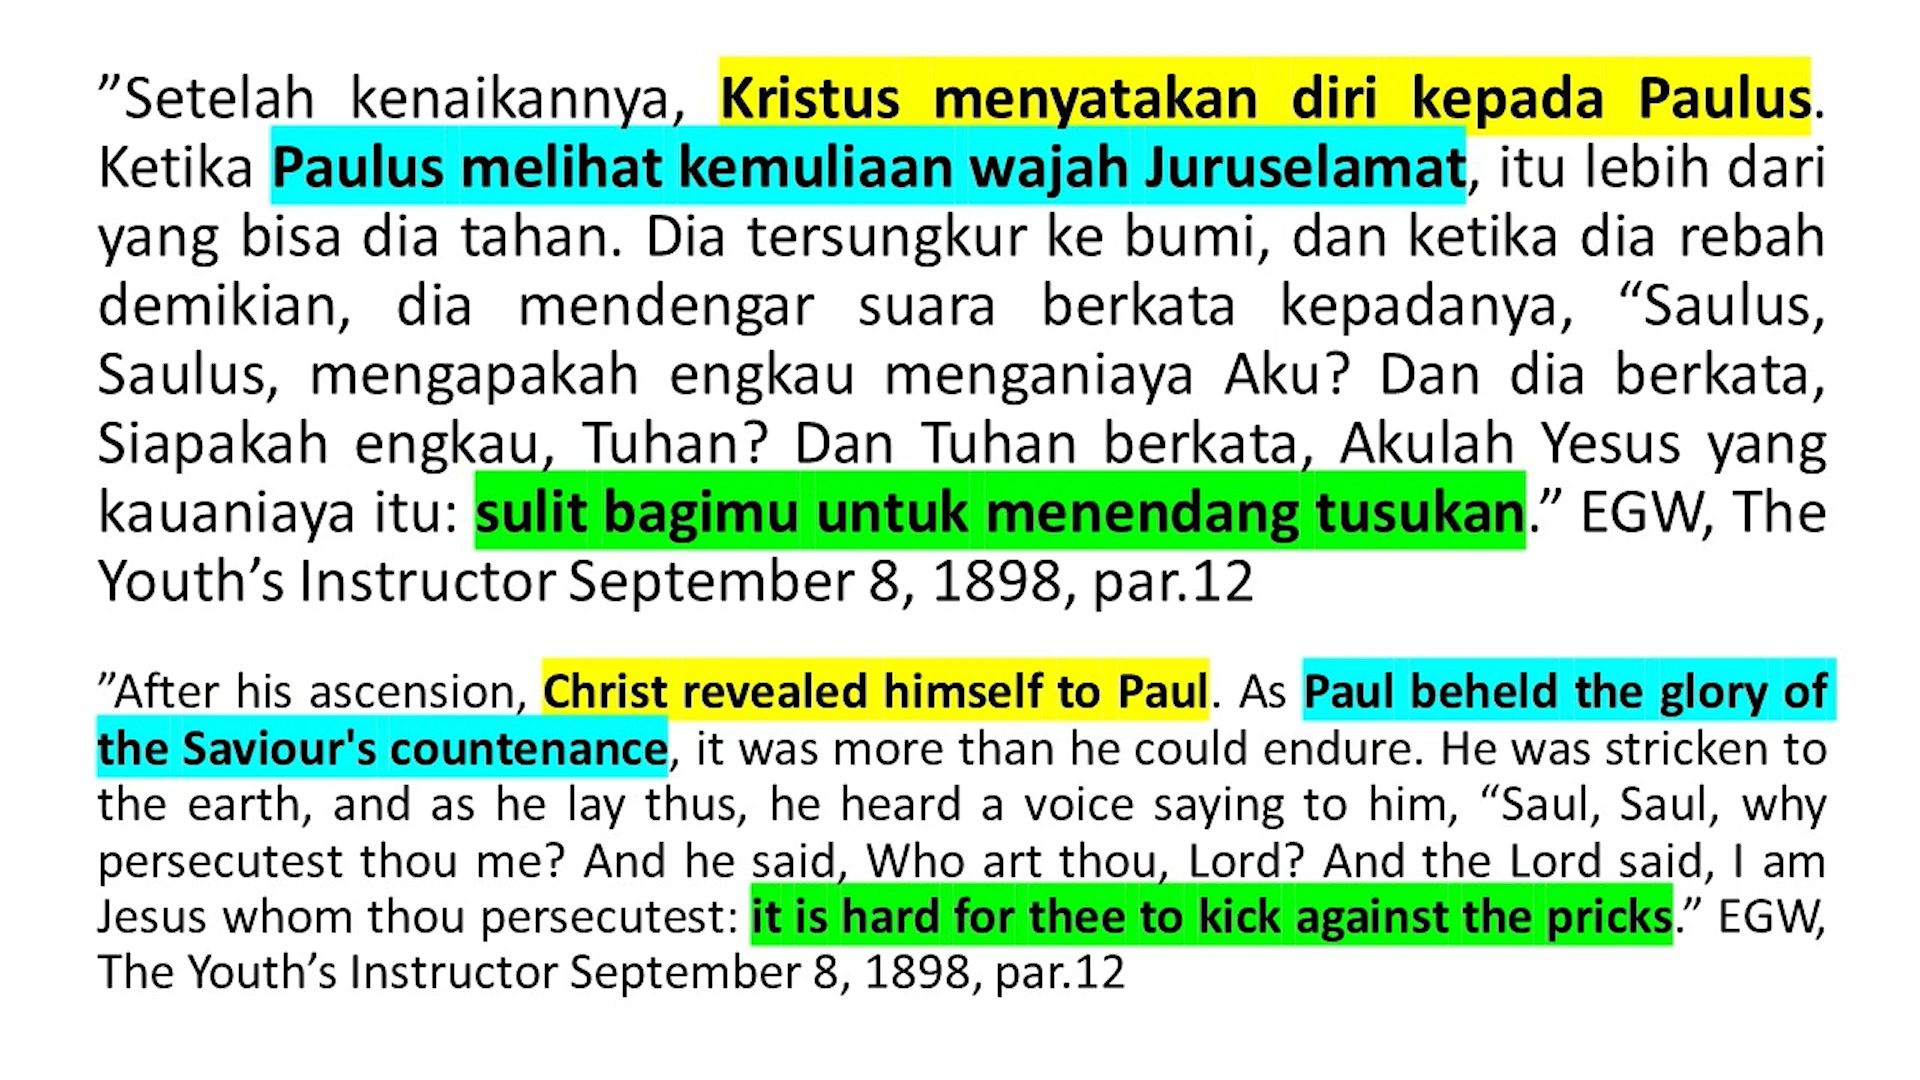 ”Setelah kenaikannya, Kristus menyatakan diri kepada Paulus.
Ketika Paulus melihat kemuliaan wajah Juruselamat, itu lebih dari
yang bisa dia tahan. Dia tersungkur ke bumi, dan ketika dia rebah
demikian, dia mendengar suara berkata kepadanya, “Saulus,
Saulus, mengapakah engkau menganiaya Aku? Dan dia berkata,
Siapakah engkau, Tuhan? Dan Tuhan berkata, Akulah Yesus yang
kauaniaya itu: sulit bagimu untuk menendang tusukan.” EGW, The
Youth’s Instructor September 8, 1898, par.12
”After his ascension, Christ revealed himself to Paul. As Paul beheld the glory of
the Saviour's countenance, it was more than he could endure. He was stricken to
the earth, and as he lay thus, he heard a voice saying to him, “Saul, Saul, why
persecutest thou me? And he said, Who art thou, Lord? And the Lord said, I am
Jesus whom thou persecutest: it is hard for thee to kick against the pricks.” EGW,
The Youth’s Instructor September 8, 1898, par.12